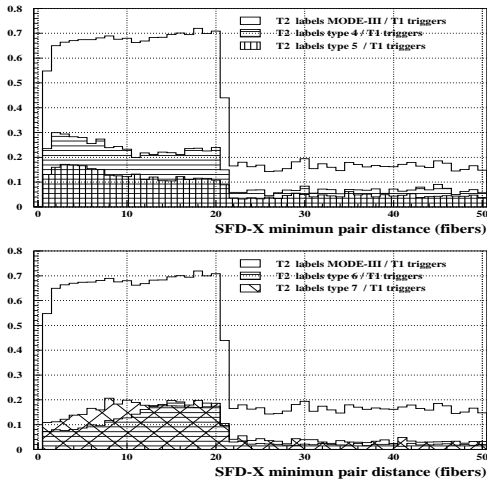 0.8
0.7
0.6
0.5
0.4
0.3
0.2
0.1
0
T2 labels MODE-III / T1 triggers
T2 labels type 4 / T1 triggers
T2 labels type 5 / T1 triggers
0 10 20 30 40 50
SFD-X minimun pair distance (fibers)
0.8
0.7
0.6
0.5
0.4
0.3
0.2
0.1
0
T2 labels MODE-III / T1 triggers
T2 labels type 6 / T1 triggers
T2 labels type 7 / T1 triggers
0 10 20 30 40 50
SFD-X minimun pair distance (fibers)